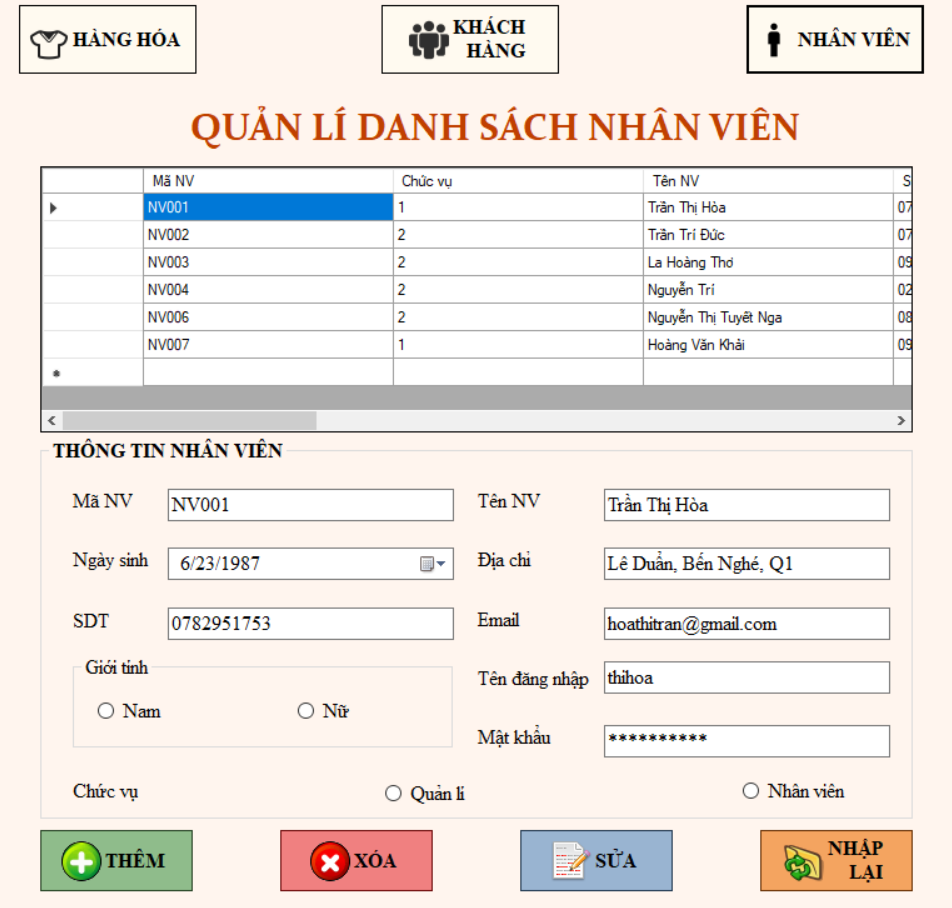 HÀNG HÓA
KHÁCH
HÀNG
NHÂN VIÊN
QUẢN LÍ DANH SÁCH NHÂN VIÊN
Mã NV Chức vụ Tên NV S
NV001 1 Trần Thị Hòa 07
NV002 2 Trần Trí Đức 07
NV003 2 La Hoàng Thơ 09
NV004 2 Nguyễn Trí 02
NV006 2 Nguyễn Thị Tuyết Nga 08
NV007 1 Hoàng Văn Khải 09
THÔNG TIN NHÂN VIÊN
Mã NV NV001 Tên NV Trần Thị Hòa
Ngày sinh 6/23/1987 Địa chỉ Lê Duẩn, Bến Nghé, Q1
SDT 0782951753 Email hoathitran@gmail.com
Giới tính
Tên đăng nhập thihoa
Nam Nữ
Mật khẩu **********
Chức vụ Quản lí Nhân viên
THÊM
XÓA
SỬA
NHẬP
LẠI